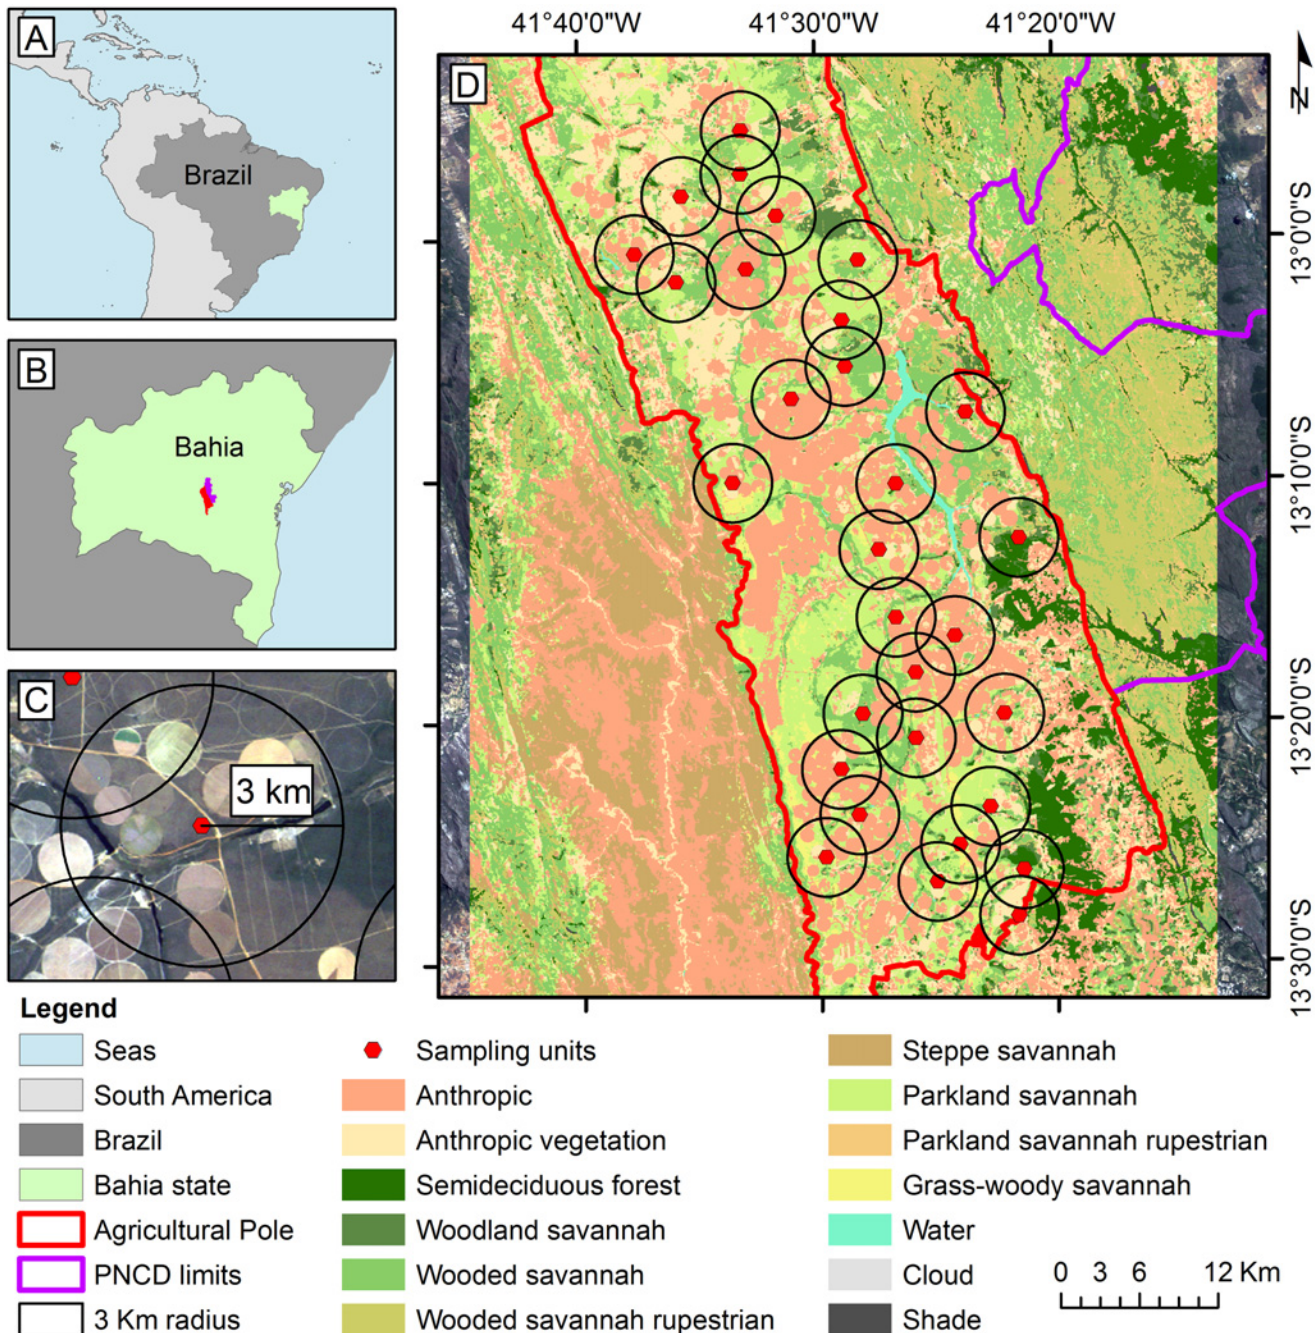 A
Brazil
B
Bahia
C
3 km
41°40'0"W 41°30'0"W 41°20'0"W
D
N
13°0'0"S
13°10'0"S
13°20'0"S
13°30'0"S
Legend
Seas
South America
Brazil
Bahia state
Agricultural Pole
PNCD limits
3 Km radius
Sampling units
Anthropic
Anthropic vegetation
Semideciduous forest
Woodland savannah
Wooded savannah
Wooded savannah rupestrian
Steppe savannah
Parkland savannah
Parkland savannah rupestrian
Grass-woody savannah
Water
Cloud
Shade
0 3 6 12 Km